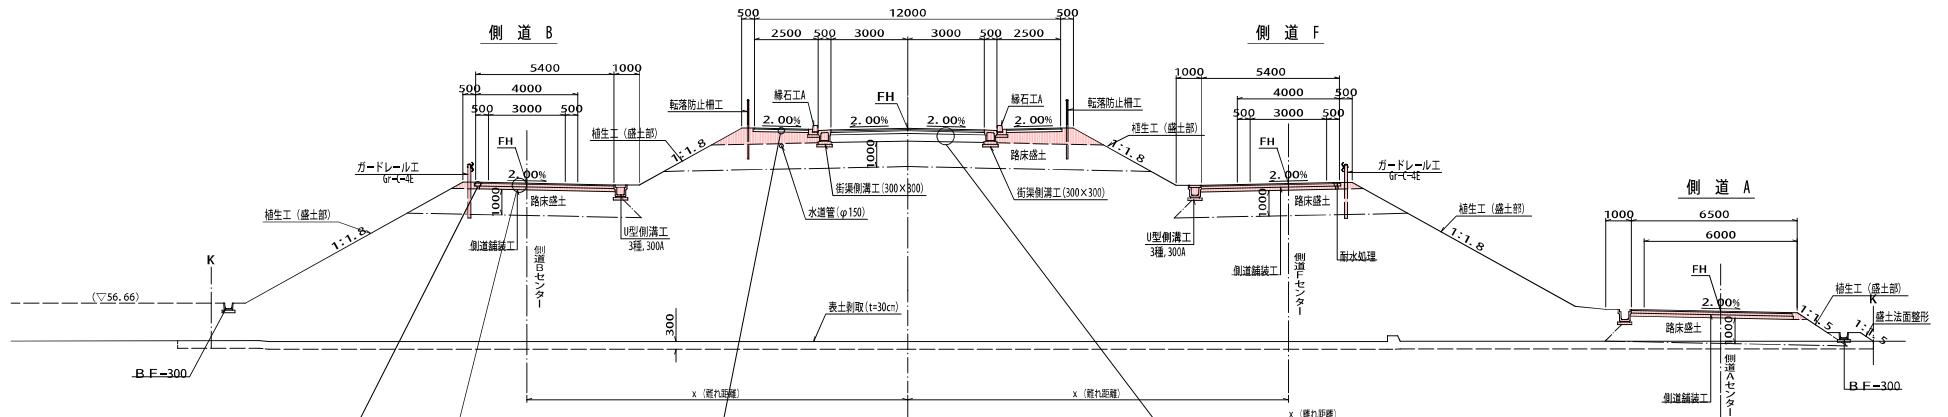 500
12000
500
側 道 B
2500
500
3000
3000
500
2500
側 道 F
5400
1000
1000
5400
500
4000
4000
500
500
3000
500
500
3000
500
転落防止柵工
縁石工A
FH
縁石工A
転落防止柵工
2.00%
2.00%
2.00%
2.00%
植生工(盛土部)
1:1.8
植生工(盛土部)
1:1.8
FH
FH
1000
路床盛土
ガードレール工
Gr-C-4E
2.00%
2.00%
ガードレール工
Gr-C-4E
街渠側溝工(300×300)
街渠側溝工(300×300)
側 道 A
1000
路床盛土
1000
路床盛土
水道管(φ150)
植生工(盛土部)
1:1.8
植生工(盛土部)
1:1.8
1000
6500
6000
側道舗装工
U型側溝工
3種,300A
U型側溝工
3種,300A
側道舗装工
耐水処理
側道Bセンター
側道Fセンター
K
FH
(▽56.66)
2.00%
植生工(盛土部)
K
1:1.5
盛土法面整形
表土剥取(t=30cm)
300
路床盛土
1000
BF-300
BF-300
側道舗装工
側道Aセンター
x (離れ距離)
x (離れ距離)
x (離れ距離)